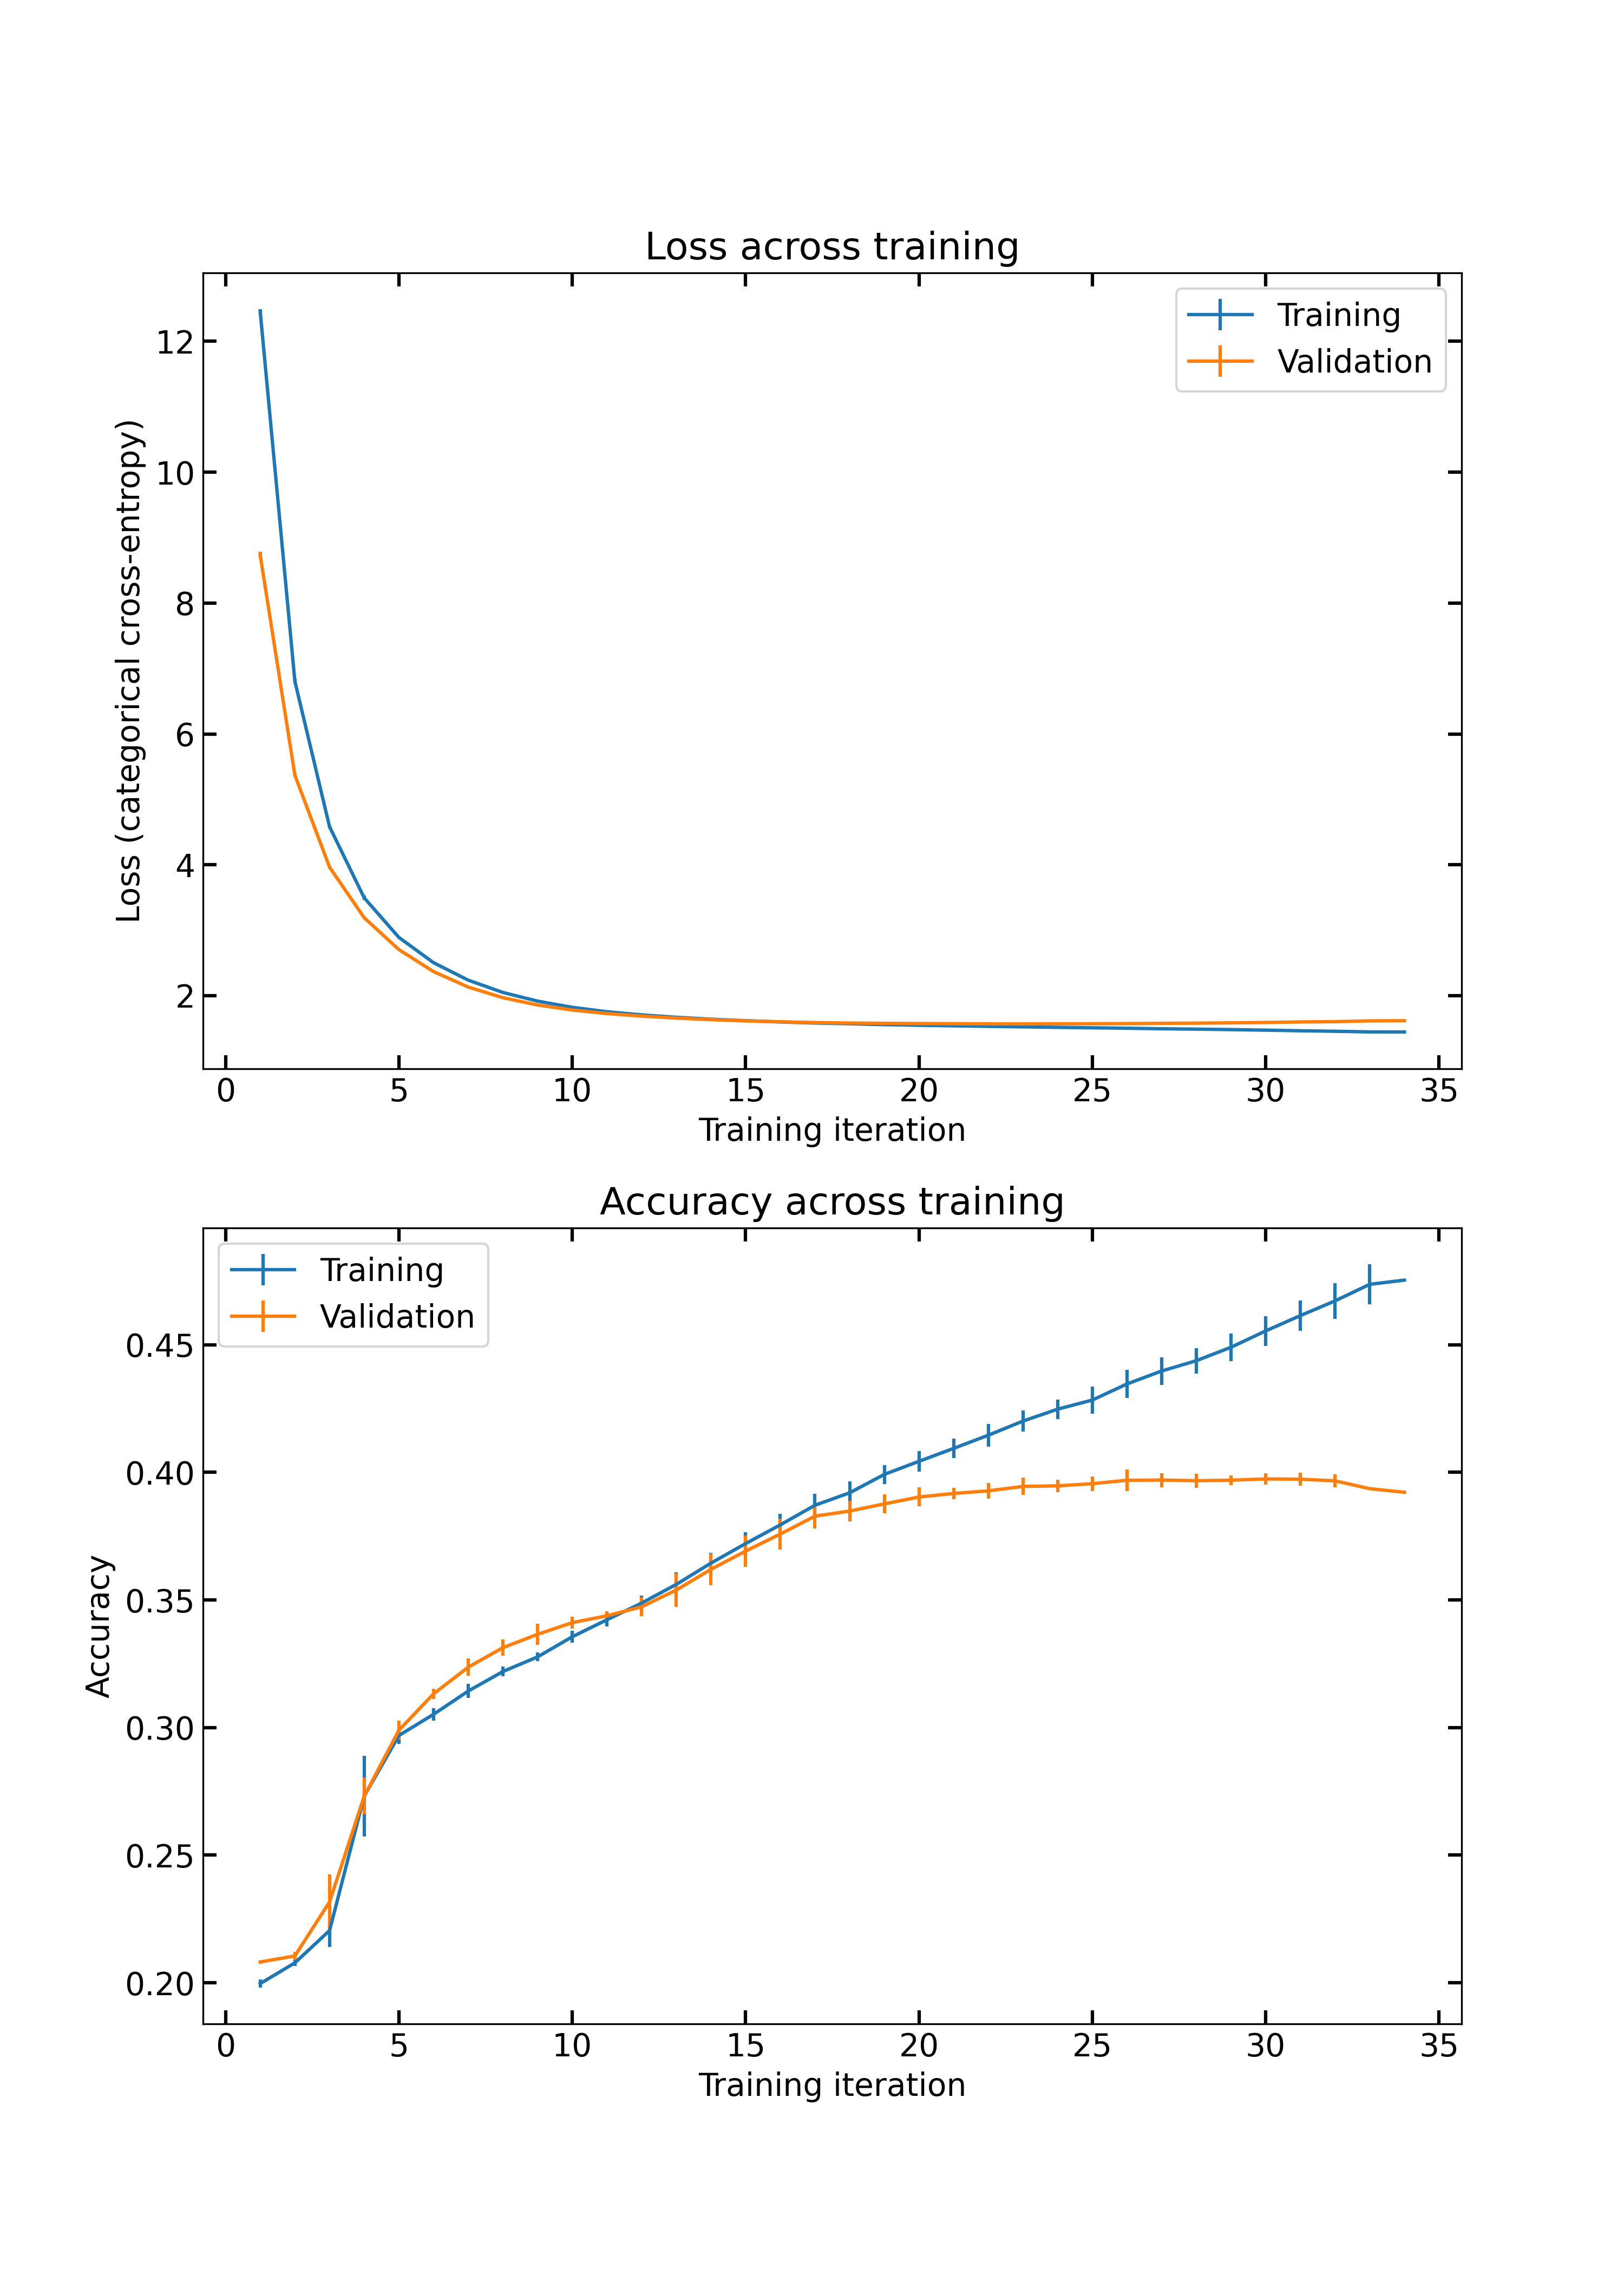 Loss across training
Training
Validation
12
10
8
6
4
2
Loss (categorical cross-entropy)
0 5 10 15 20 25 30 35
Training iteration
Accuracy across training
Training
Validation
0.45
0.40
0.35
0.30
0.25
0.20
Accuracy
0 5 10 15 20 25 30 35
Training iteration